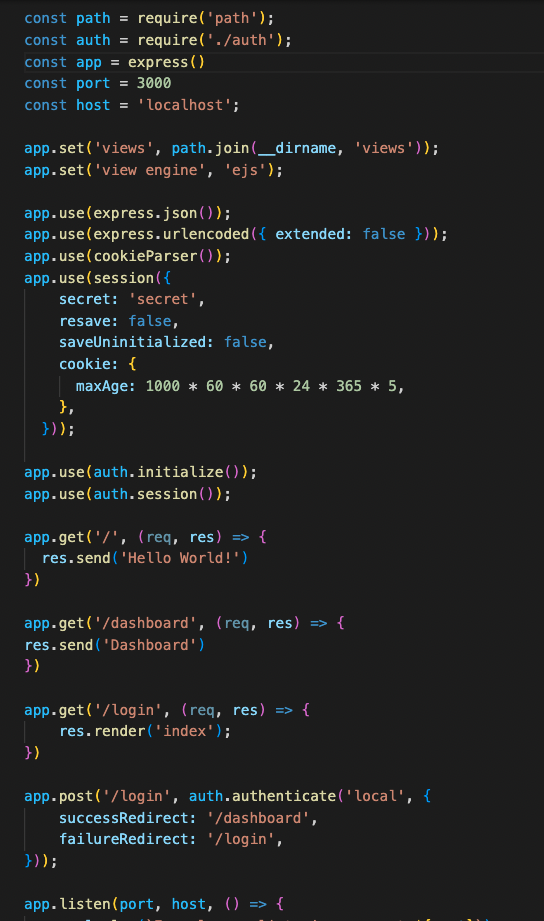 const path = require('path');
const auth = require('./auth');
const app = express()
const port = 3000
const host = 'localhost';

app.set('views', path.join(__dirname, 'views'));
app.set('view engine', 'ejs');

app.use(express.json());
app.use(express.urlencoded({ extended: false }));
app.use(cookieParser());
app.use(session({
    secret: 'secret',
    resave: false,
    saveUninitialized: false,
    cookie: {
      maxAge: 1000 * 60 * 60 * 24 * 365 * 5,
    },
  }));

app.use(auth.initialize());
app.use(auth.session());

app.get('/', (req, res) => {
  res.send('Hello World!')
})

app.get('/dashboard', (req, res) => {
res.send('Dashboard')
})

app.get('/login', (req, res) => {
    res.render('index');
})

app.post('/login', auth.authenticate('local', {
    successRedirect: '/dashboard',
    failureRedirect: '/login',
}));

app.listen(port, host, () => {